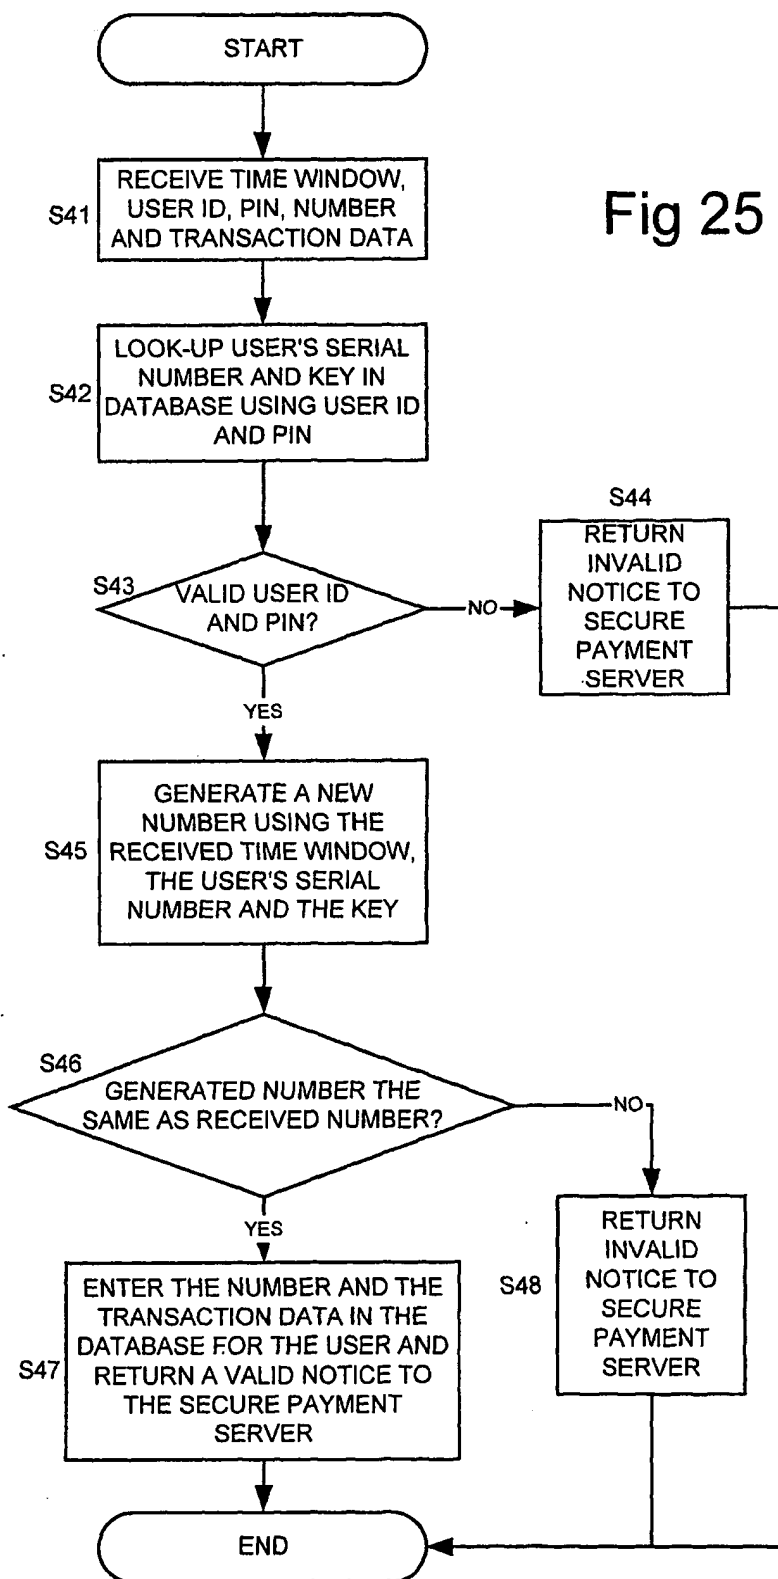 START
Fig 25
S41
RECEIVE TIME WINDOW,
USER ID, PIN, NUMBER
AND TRANSACTION DATA
S42
LOOK-UP USER'S SERIAL
NUMBER AND KEY IN
DATABASE USING USER ID
AND PIN
S43
VALID USER ID
AND PIN?
NO
S44
RETURN
INVALID
NOTICE TO
SECURE
PAYMENT
SERVER
YES
S45
GENERATE A NEW
NUMBER USING THE
RECEIVED TIME WINDOW,
THE USER'S SERIAL
NUMBER AND THE KEY
S46
GENERATED NUMBER THE
SAME AS RECEIVED NUMBER?
NO
YES
S47
ENTER THE NUMBER AND THE
TRANSACTION DATA IN THE
DATABASE FOR THE USER AND
RETURN A VALID NOTICE TO
THE SECURE PAYMENT
SERVER
S48
RETURN
INVALID
NOTICE TO
SECURE
PAYMENT
SERVER
END